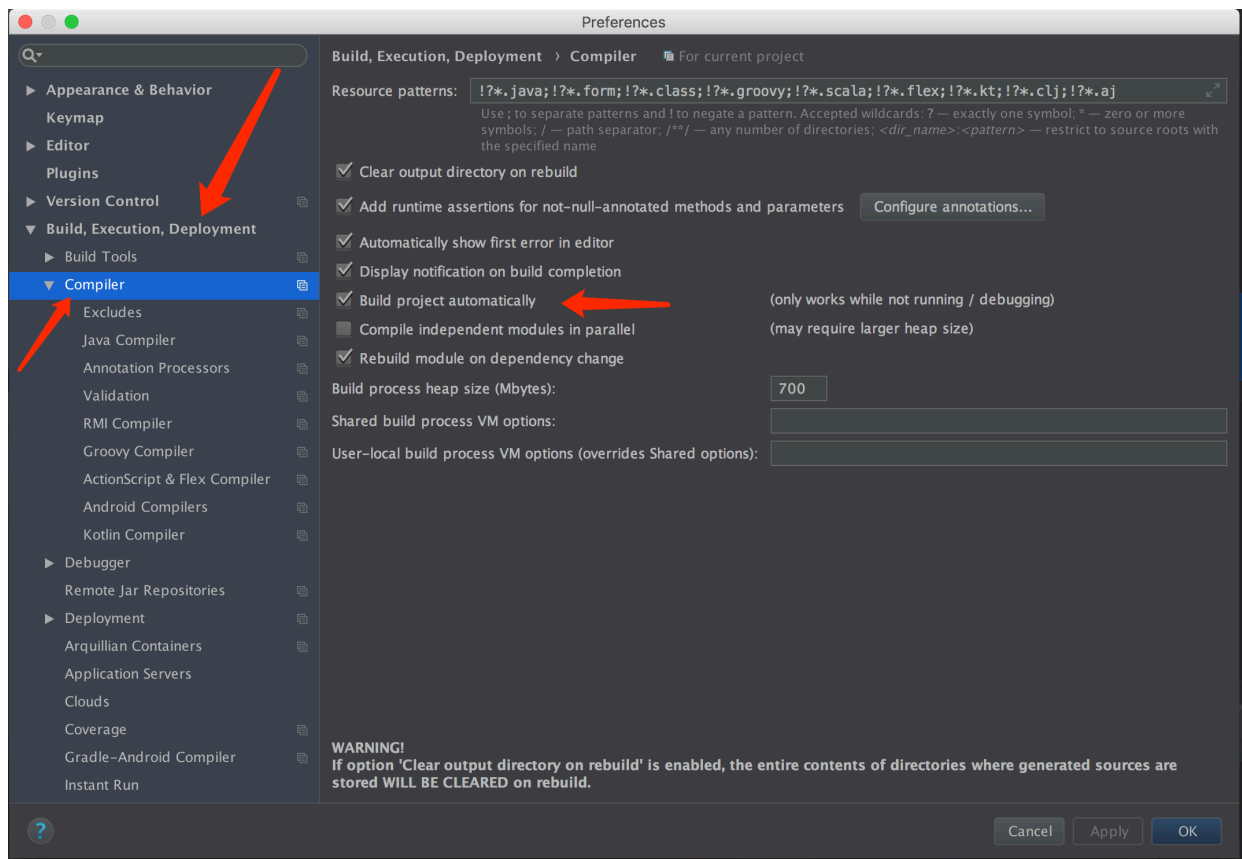 Preferences
Appearance & Behavior
Keymap
Editor
Plugins
Version Control
Build, Execution, Deployment
Build Tools
Compiler
Excludes
Java Compiler
Annotation Processors
Validation
RMI Compiler
Groovy Compiler
ActionScript & Flex Compiler
Android Compilers
Kotlin Compiler
Debugger
Remote Jar Repositories
Deployment
Arquillian Containers
Application Servers
Clouds
Coverage
Gradle-Android Compiler
Instant Run
?
Build, Execution, Deployment › Compiler For current project
Resource patterns: !?*.java;!?*.form;!?*.class;!?*.groovy;!?*.scala;!?*.flex;!?*.kt;!?*.clj;!?*.aj
Use ; to separate patterns and ! to negate a pattern. Accepted wildcards: ? — exactly one symbol; * — zero or more
symbols; / — path separator; /**/ — any number of directories; <dir_name>:<pattern> — restrict to source roots with
the specified name
Clear output directory on rebuild
Add runtime assertions for not-null-annotated methods and parameters Configure annotations...
Automatically show first error in editor
Display notification on build completion
Build project automatically (only works while not running / debugging)
Compile independent modules in parallel (may require larger heap size)
Rebuild module on dependency change
Build process heap size (Mbytes): 700
Shared build process VM options:
User-local build process VM options (overrides Shared options):
WARNING!
If option 'Clear output directory on rebuild' is enabled, the entire contents of directories where generated sources are
stored WILL BE CLEARED on rebuild.
Cancel Apply OK